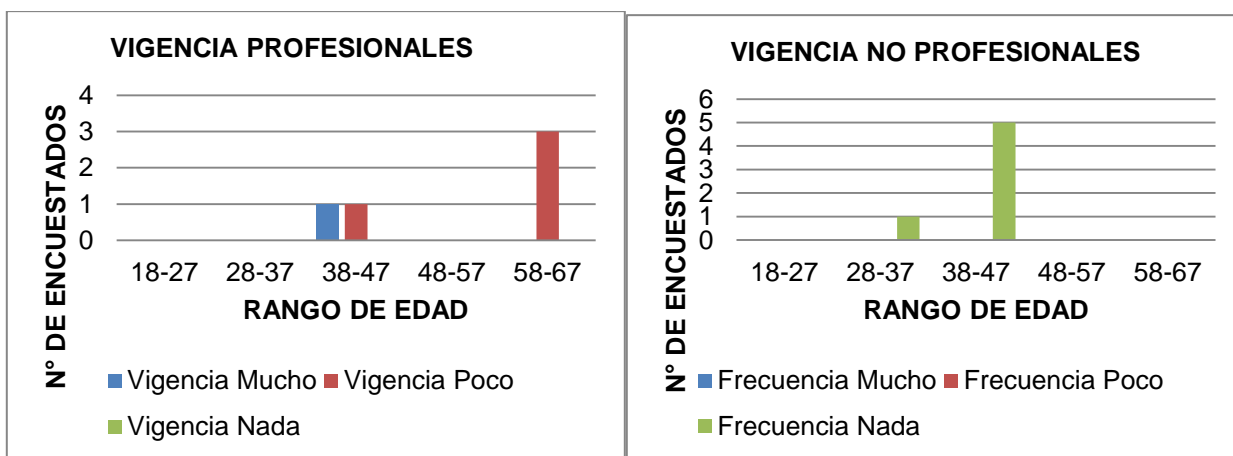 VIGENCIA PROFESIONALES
N° DE ENCUESTADOS
4
3
2
1
0
18-27 28-37 38-47 48-57 58-67
RANGO DE EDAD
Vigencia Mucho Vigencia Poco
Vigencia Nada
VIGENCIA NO PROFESIONALES
N° DE ENCUESTADOS
6
5
4
3
2
1
0
18-27 28-37 38-47 48-57 58-67
RANGO DE EDAD
Frecuencia Mucho Frecuencia Poco
Frecuencia Nada